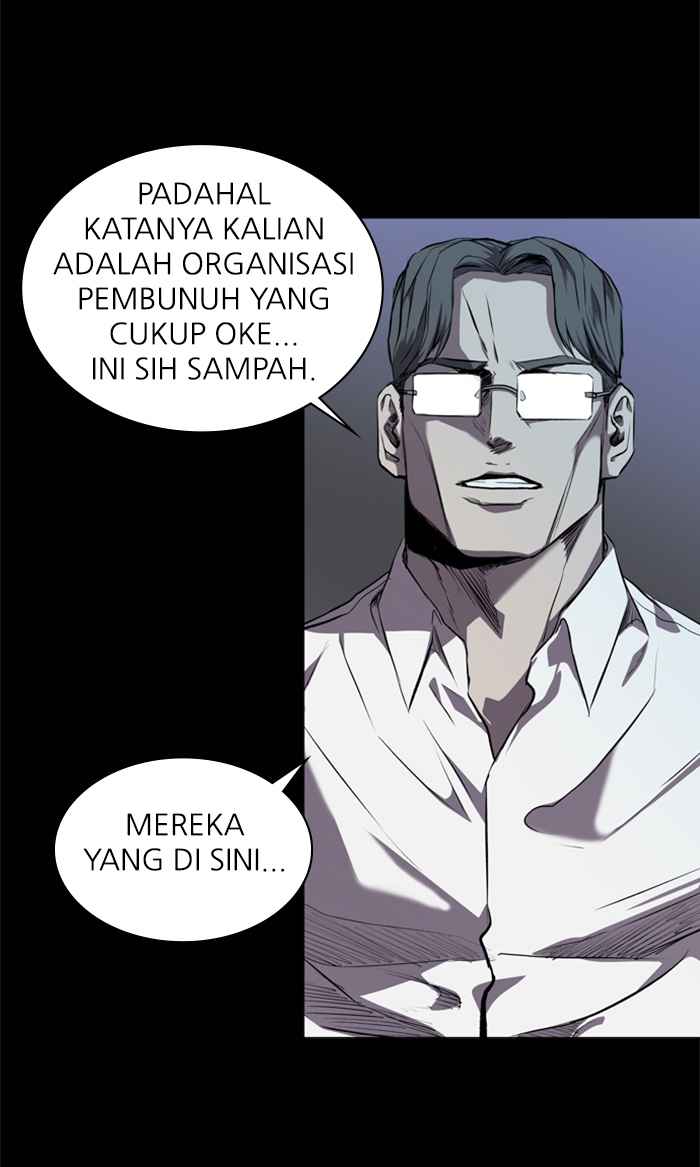 PADAHAL
KATANYA KALIAN
ADALAH ORGANISASI
PEMBUNUH YANG
CUKUP OKE...
INI SIH SAMPAH.
MEREKA
YANG DI SINI...